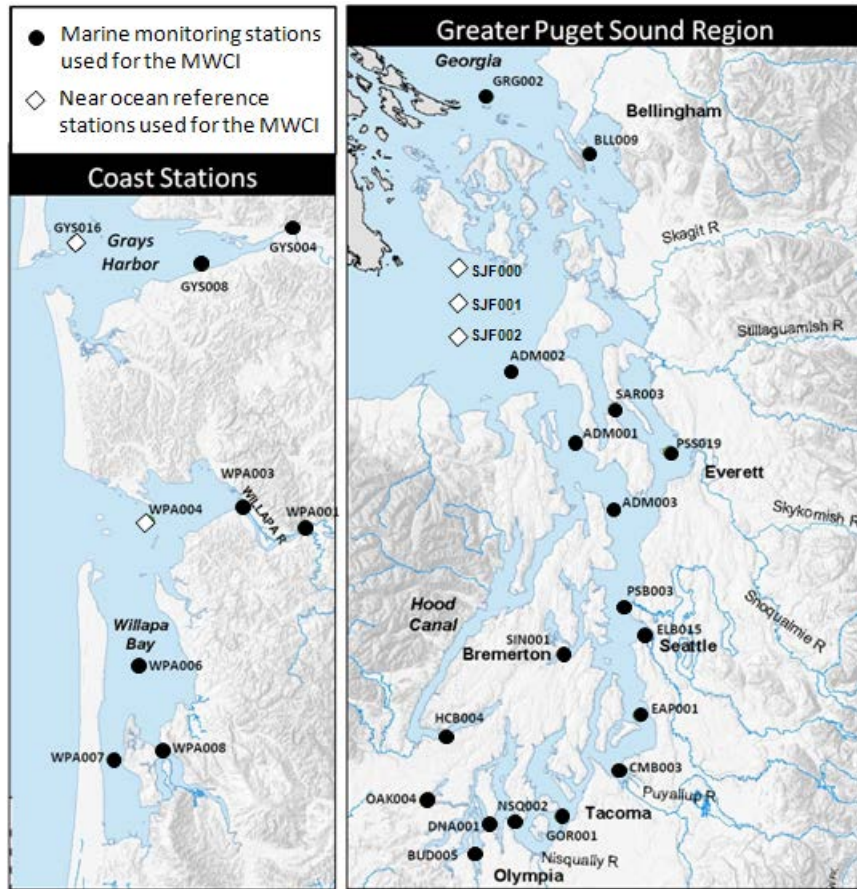 Marine monitoring stations
used for the MWCI
Near ocean reference
stations used for the MWCI
Coast Stations
GYS016
Grays
Harbor
GYS004
GYS008
WPA003
WILLAPA R
WPA004
WPA001
Willapa
Bay
WPA006
WPA007
WPA008
Greater Puget Sound Region
Georgia
GRG002
Bellingham
BLL009
Skagit R
SJF000
SJF001
SJF002
Stillaguamish R
ADM002
SAR003
ADM001
PSS019
Everett
ADM003
Skykomish R
PSB003
Snoqualmie R
Hood
Canal
SIN001
ELB015
Bremerton
Seattle
HCB004
EAP001
CMB003
Puyallup R
OAK004
NSQ002
Tacoma
DNA001
GOR001
BUD005
Nisqually R
Olympia